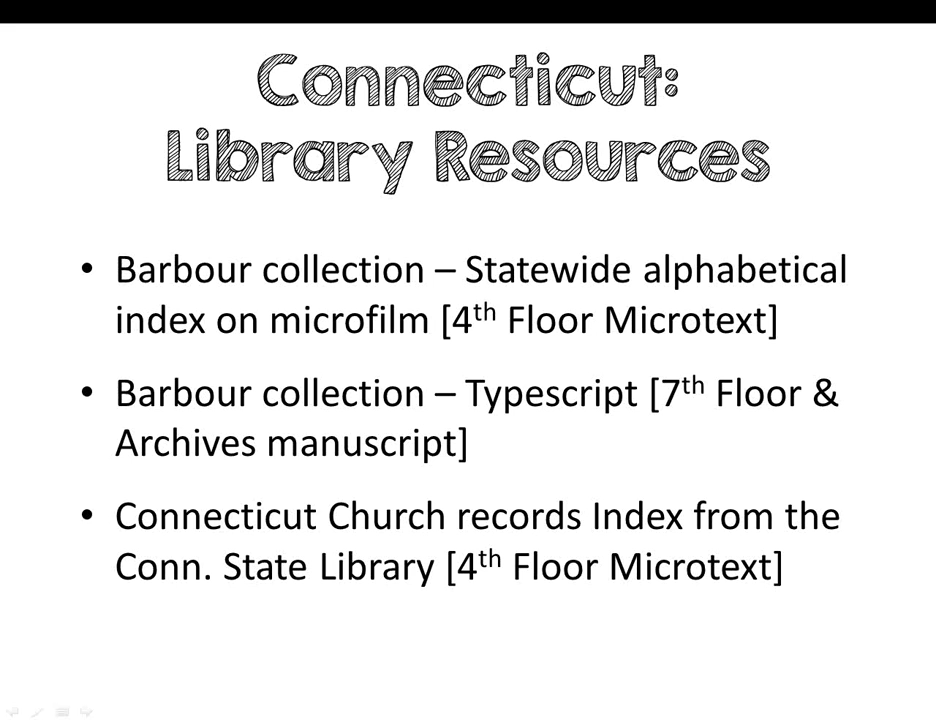 Connecticut:
Library Resources
• Barbour collection – Statewide alphabetical
index on microfilm [4th Floor Microtext]
• Barbour collection – Typescript [7th Floor &
Archives manuscript]
• Connecticut Church records Index from the
Conn. State Library [4th Floor Microtext]